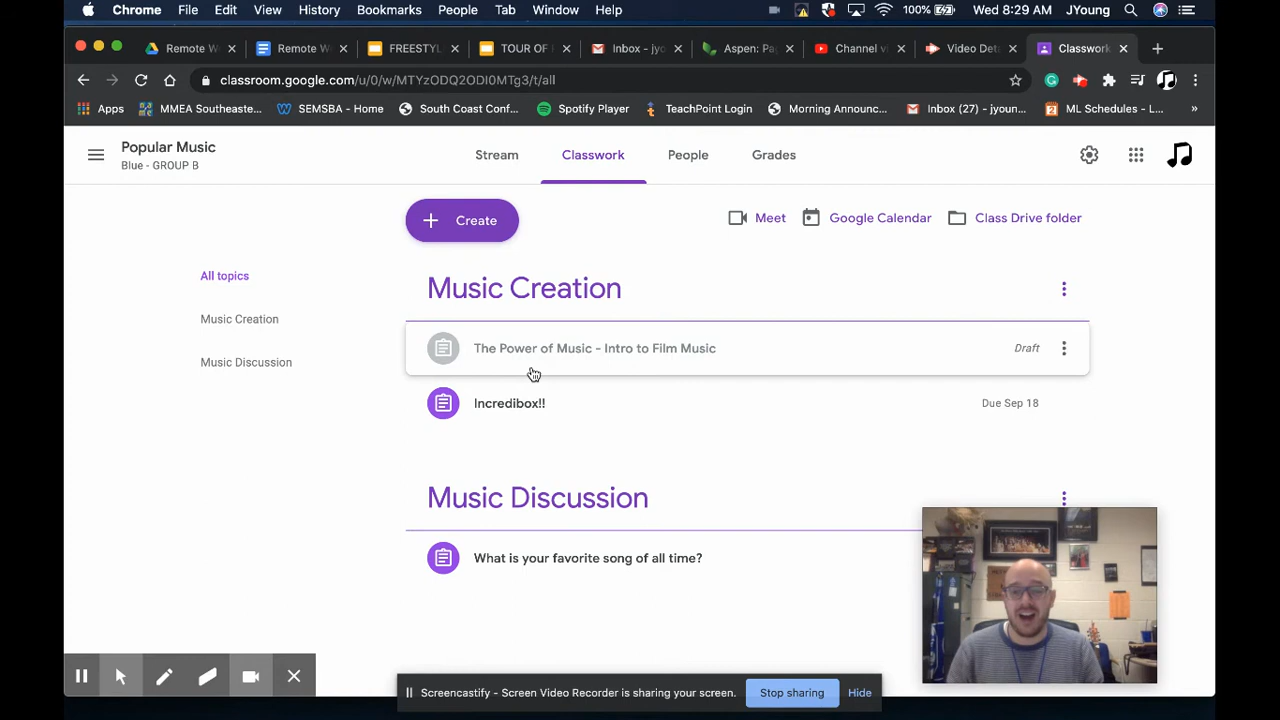 Chrome File Edit View History Bookmarks People Tab Window Help 100% Wed 8:29 AM JYoung
Remote W Remote W FREESTYL TOUR OF Inbox - jyo Aspen: Pa Channel v Video Deta Classwork
classroom.google.com/u/0/w/MTYzODQ2ODI0MTg3/t/all
Apps MMEA Southeaste... SEMSBA - Home South Coast Conf... Spotify Player TeachPoint Login Morning Announc... Inbox (27) - jyoun... ML Schedules - L... »
Popular Music
Blue - GROUP B
Stream Classwork People Grades
Create
Meet Google Calendar Class Drive folder
All topics
Music Creation
Music Discussion
Music Creation
The Power of Music - Intro to Film Music Draft
Incredibox!! Due Sep 18
Music Discussion
What is your favorite song of all time?
Screencastify - Screen Video Recorder is sharing your screen. Stop sharing Hide